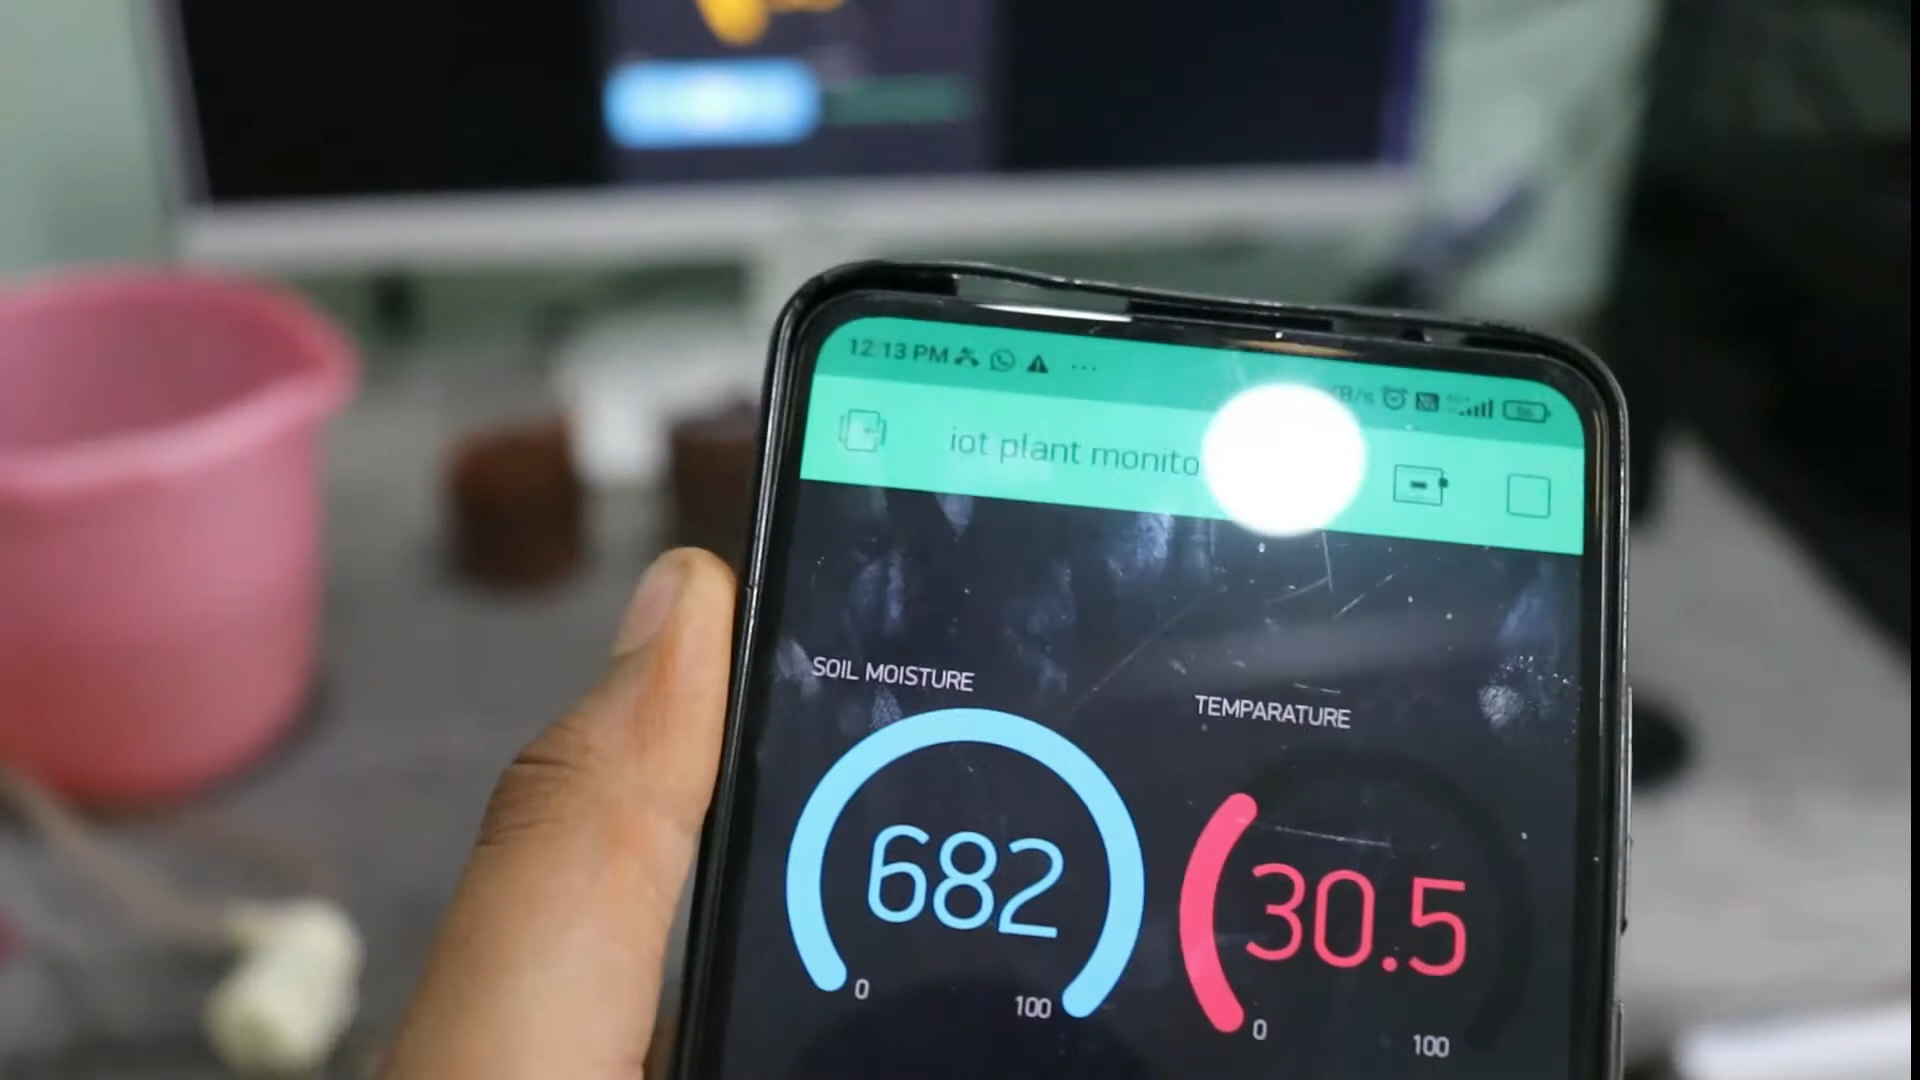 12:13 PM
iot plant monito
SOIL MOISTURE
TEMPARATURE
682
30.5
0
100
0
100